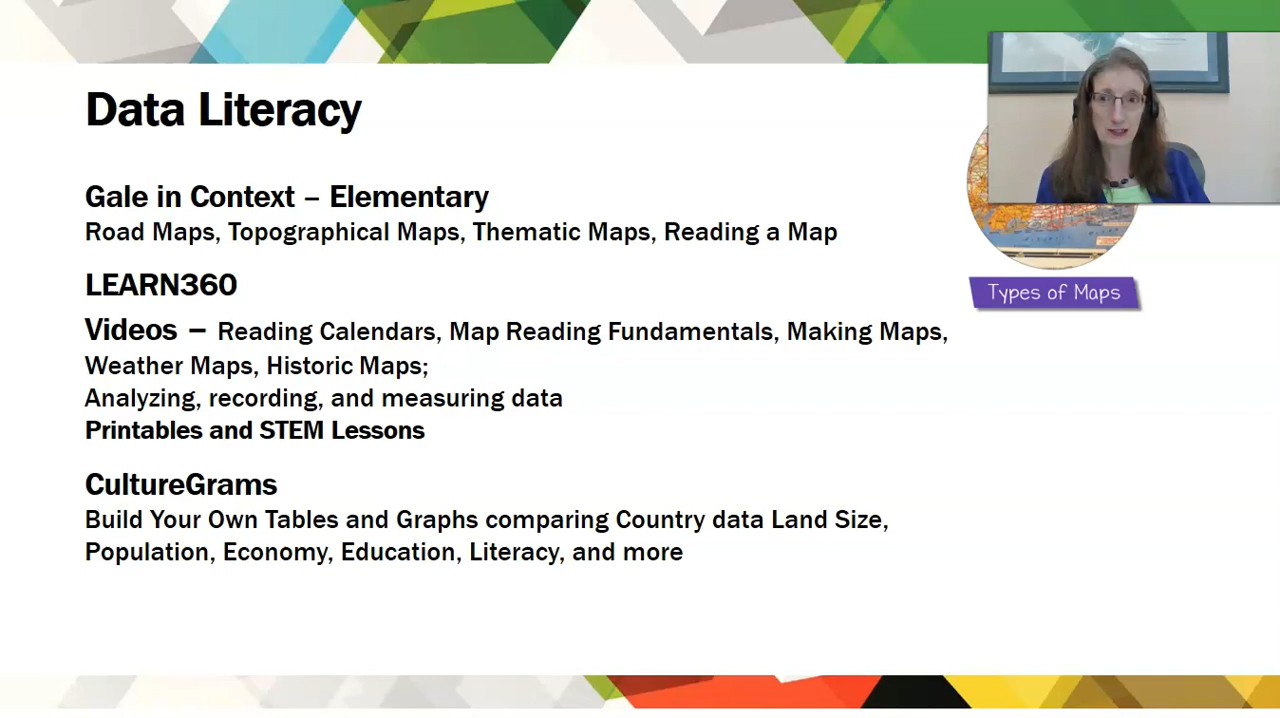 Data Literacy
Gale in Context – Elementary
Road Maps, Topographical Maps, Thematic Maps, Reading a Map
LEARN360
Videos – Reading Calendars, Map Reading Fundamentals, Making Maps,
Weather Maps, Historic Maps;
Analyzing, recording, and measuring data
Printables and STEM Lessons
CultureGrams
Build Your Own Tables and Graphs comparing Country data Land Size,
Population, Economy, Education, Literacy, and more
Types of Maps